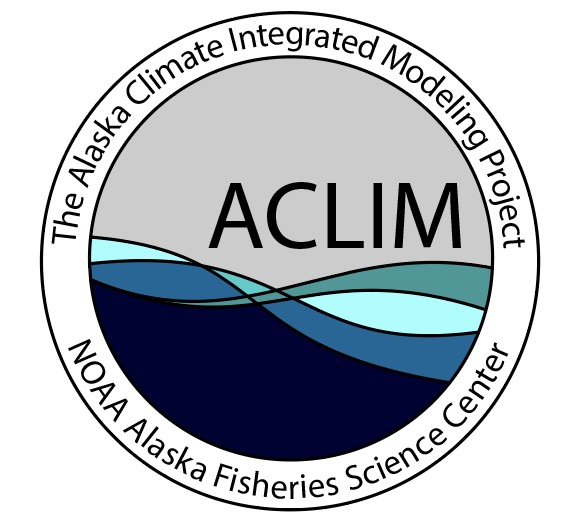 The Alaska Climate Integrated Modeling Project
ACLIM
NOAA Alaska Fisheries Science Center